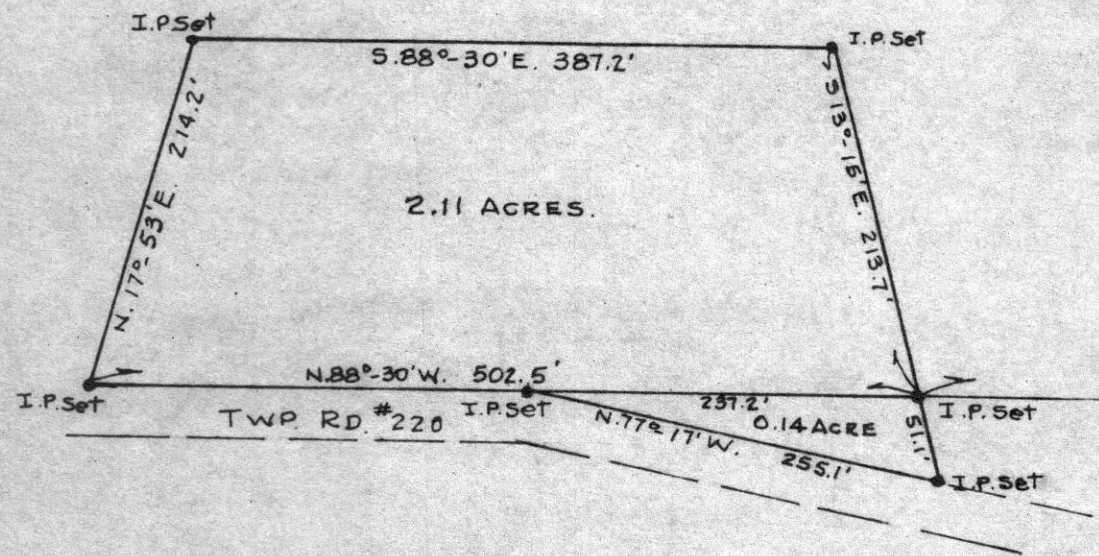 I.P.Set
I.P.Set
S.88°-30'E. 387.2'
N.17°-53'E. 214.2'
S 13°-15'E. 213.7'
2.11 ACRES.
N.88°-30'W. 502.5'
I.P.Set
TWP. RD. #220
I.P.Set
237.2'
0.14 ACRE
I.P.Set
N.77° 17'W. 255.1'
51.1'
I.P.Set